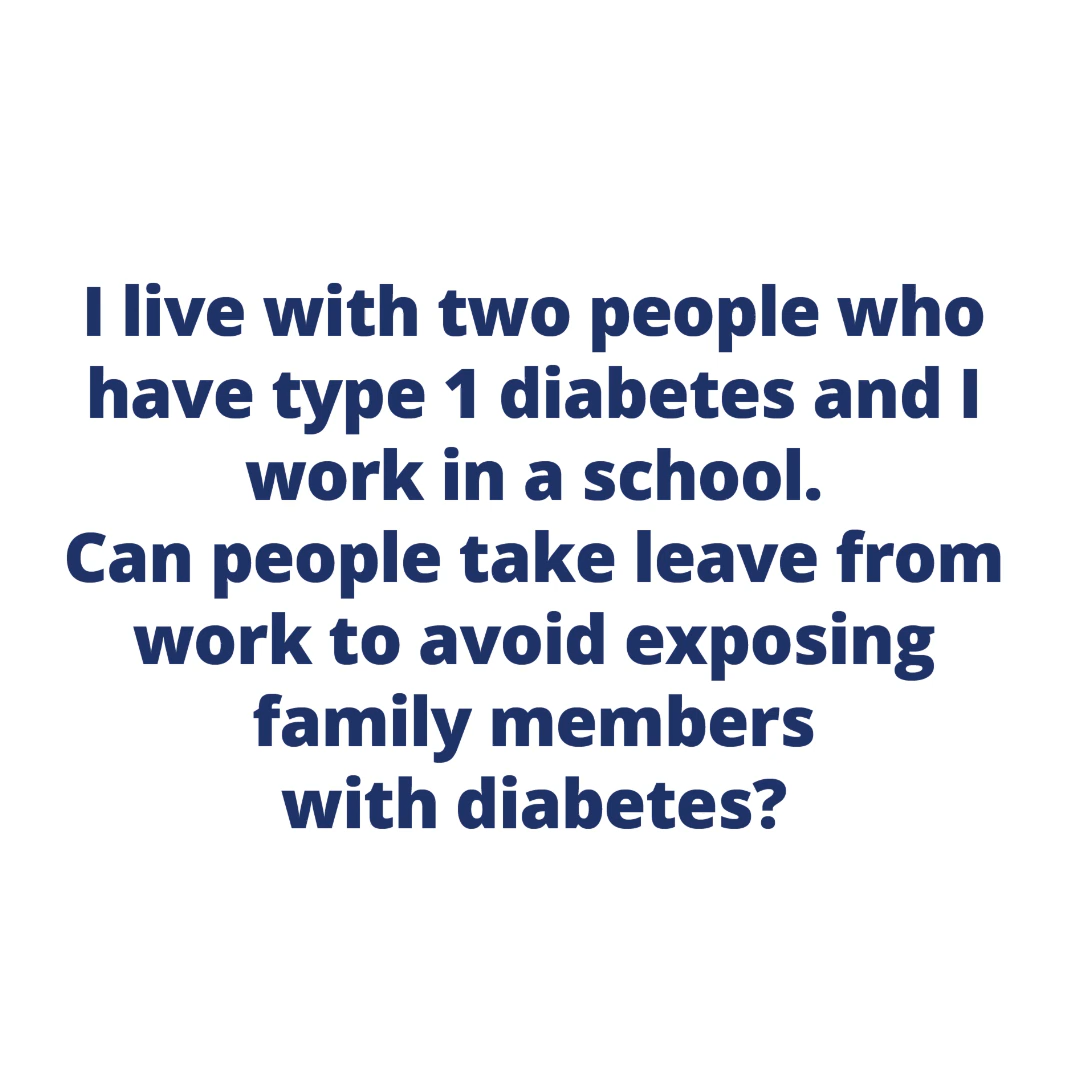 I live with two people who
have type 1 diabetes and I
work in a school.
Can people take leave from
work to avoid exposing
family members
with diabetes?